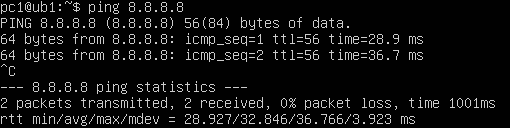 pc1@ub1:~$ ping 8.8.8.8
PING 8.8.8.8 (8.8.8.8) 56(84) bytes of data.
64 bytes from 8.8.8.8: icmp_seq=1 ttl=56 time=28.9 ms
64 bytes from 8.8.8.8: icmp_seq=2 ttl=56 time=36.7 ms
^C
--- 8.8.8.8 ping statistics ---
2 packets transmitted, 2 received, 0% packet loss, time 1001ms
rtt min/avg/max/mdev = 28.927/32.846/36.766/3.923 ms